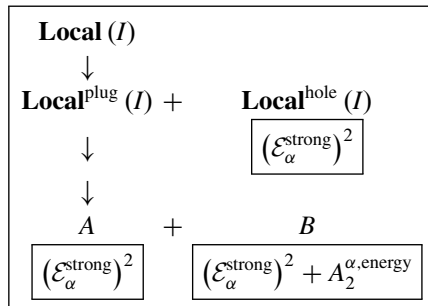 Local (I)
↓
Local^plug (I) + Local^hole (I)
(ℰ_α^strong)^2
↓
↓
A + B
(ℰ_α^strong)^2 (ℰ_α^strong)^2 + A_2^α,energy